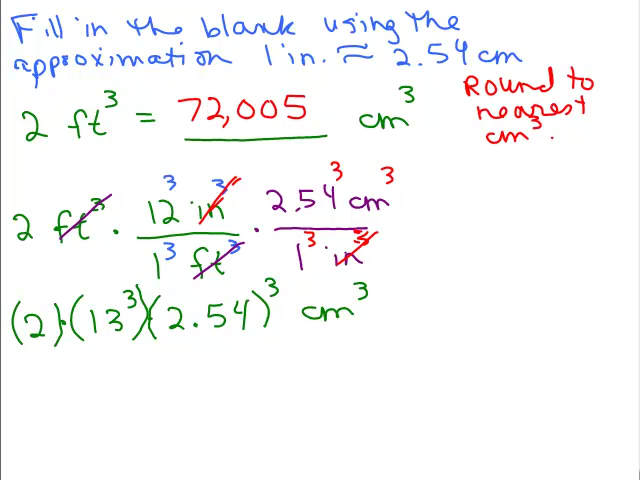 Fill in the blank using the
approximation 1 in. ≈ 2.54 cm
Round to
nearest
cm³.
2 ft³ = 72,005 cm³
2 ft³ · 12³ in³ / 1³ ft³ · 2.54³ cm³ / 1³ in³
(2)·(13³)(2.54)³ cm³